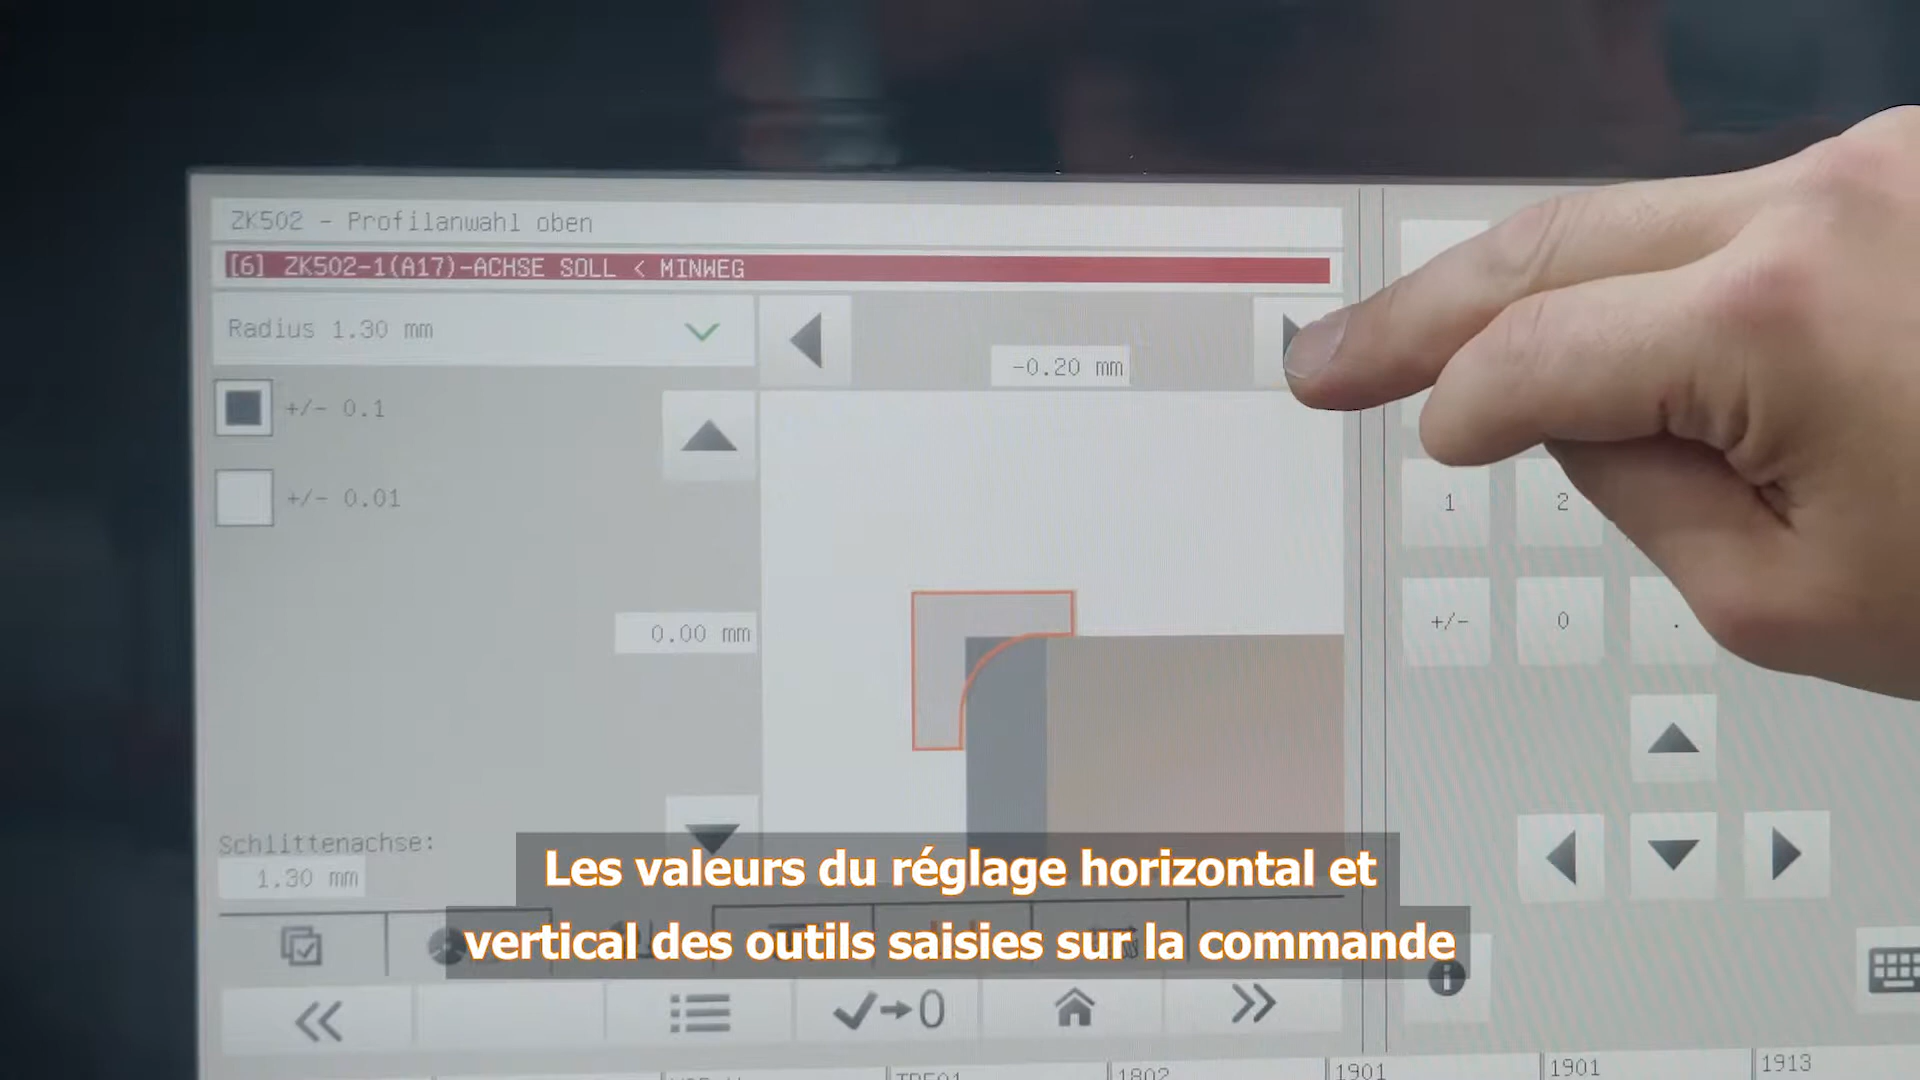 ZK502 - Profilanwahl oben
[6] ZK502-1(A17)-ACHSE SOLL < MINWEG
Radius 1.30 mm
-0.20 mm
+/- 0.1
+/- 0.01
1 2
0.00 mm
+/- 0 .
Schlittenachse:
1.30 mm
Les valeurs du réglage horizontal et
vertical des outils saisies sur la commande
0
1802 1901 1901 1913